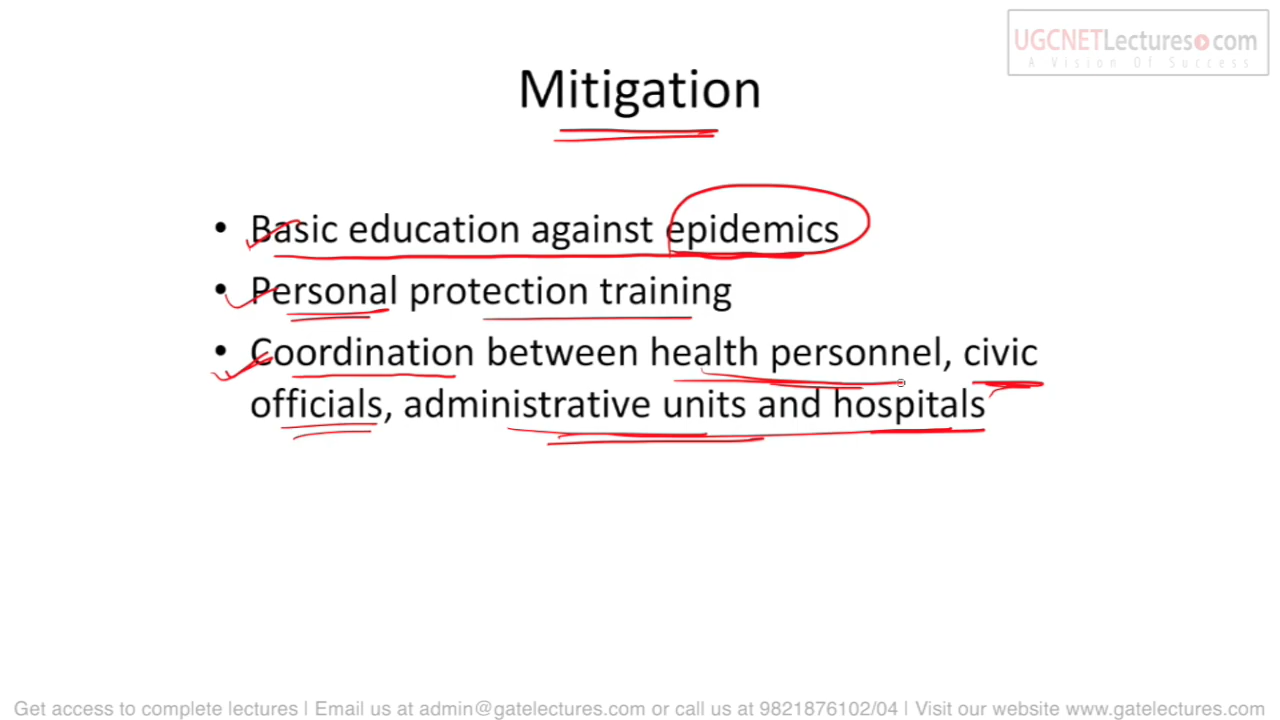 UGCNETLectures.com
A Vision Of Success
Mitigation
• Basic education against epidemics
• Personal protection training
• Coordination between health personnel, civic
officials, administrative units and hospitals
Get access to complete lectures | Email us at admin@gatelectures.com or call us at 9821876102/04 | Visit our website www.gatelectures.com